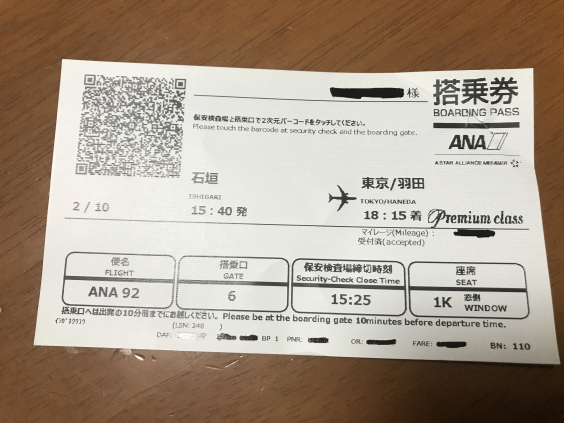 様
搭乗券
BOARDING PASS
保安検査場と搭乗口で2次元バーコードをタッチしてください。
Please touch the Barcode at security check and the boarding gate.
ANA
A STAR ALLIANCE MEMBER
石垣
ISHIGAKI
東京/羽田
TOKYO/HANEDA
2 / 10
15 : 40 発
18 : 15 着 Premium class
マイレージ(Mileage) :
受付済(accepted)
便名
FLIGHT
ANA 92
搭乗口
GATE
6
保安検査場締切時刻
Security-Check Close Time
15:25
座席
SEAT
1K 窓側
WINDOW
搭乗口へは出発の10分前までにお越しください。Please be at the boarding gate 10minutes before departure time.
(LSN: 248 )
BP 1 PNR: OR: FARE: BN: 110